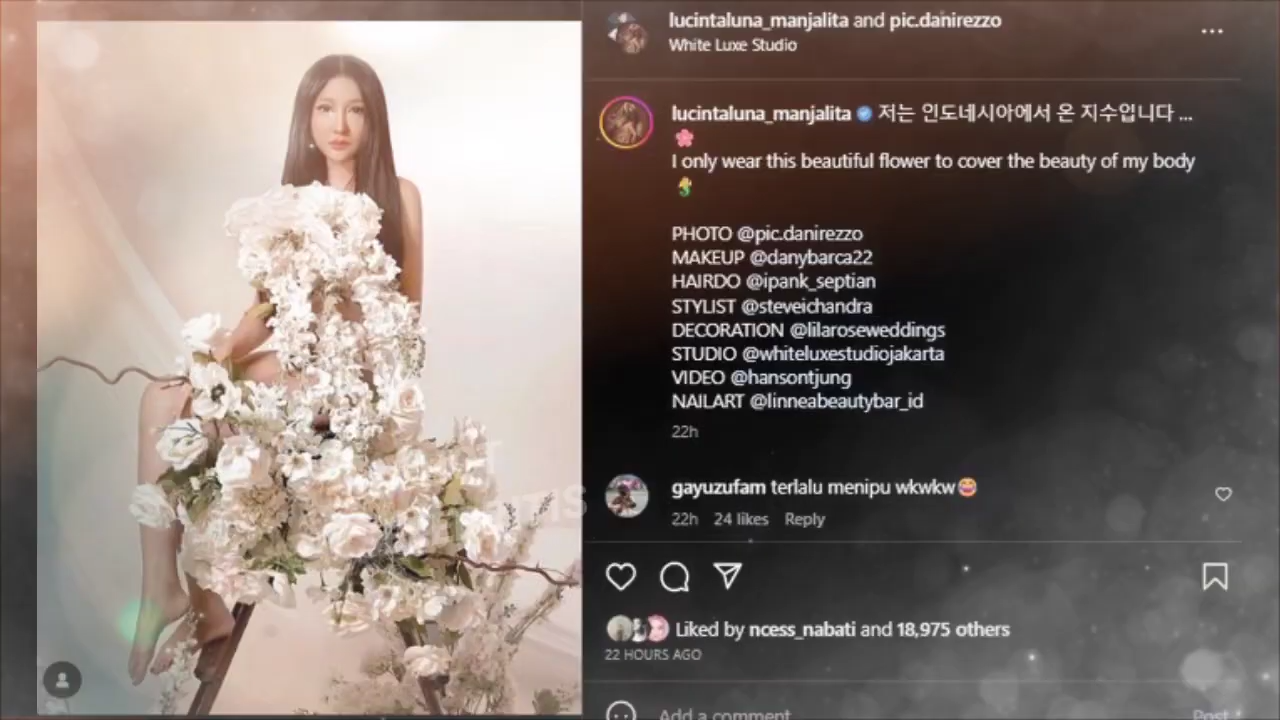 lucintaluna_manjalita and pic.danirezzo
White Luxe Studio
lucintaluna_manjalita 저는 인도네시아에서 온 지수입니다 ...
🌸
I only wear this beautiful flower to cover the beauty of my body
PHOTO @pic.danirezzo
MAKEUP @danybarca22
HAIRDO @ipank_septian
STYLIST @steveichandra
DECORATION @lilaroseweddings
STUDIO @whiteluxestudiojakarta
VIDEO @hansontjung
NAILART @linneabeautybar_id
22h
gayuzufam terlalu menipu wkwkw😂
22h 24 likes Reply
Liked by ncess_nabati and 18,975 others
22 HOURS AGO
Add a comment
Post